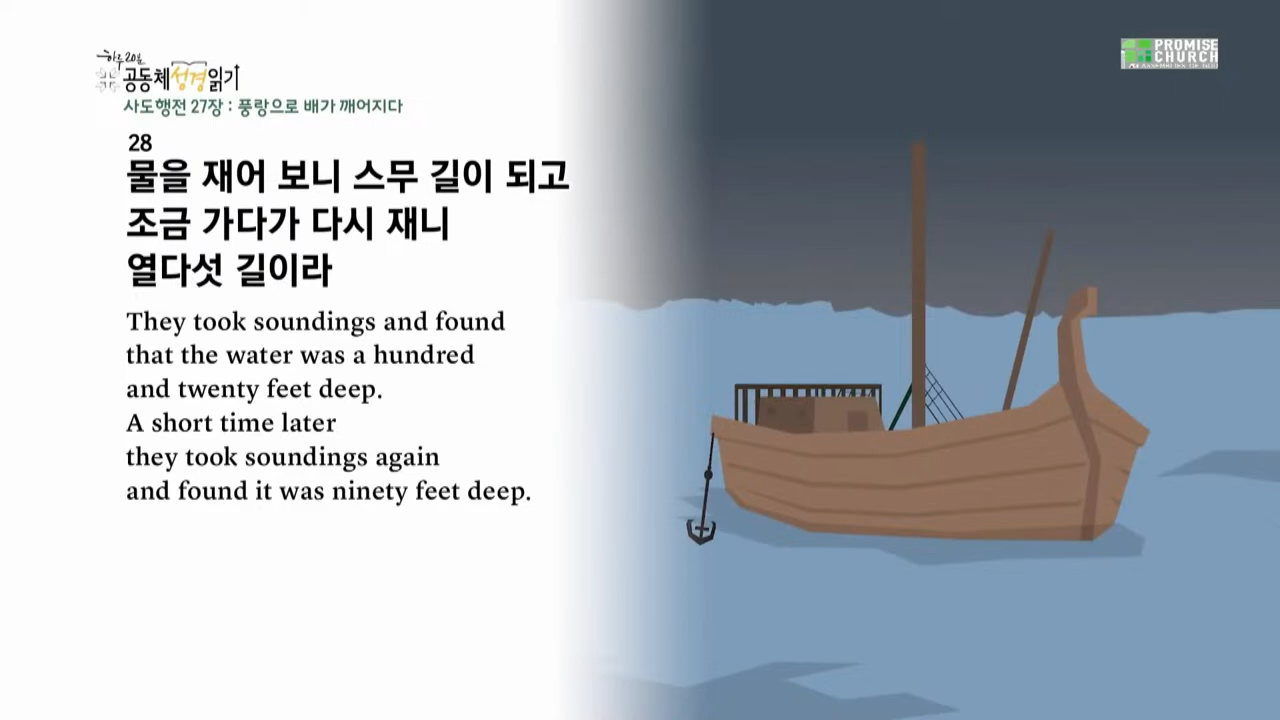 하루 20분
공동체성경읽기
사도행전 27장 : 풍랑으로 배가 깨어지다
28
물을 재어 보니 스무 길이 되고
조금 가다가 다시 재니
열다섯 길이라
They took soundings and found
that the water was a hundred
and twenty feet deep.
A short time later
they took soundings again
and found it was ninety feet deep.
PROMISE
CHURCH
ASSEMBLIES OF GOD